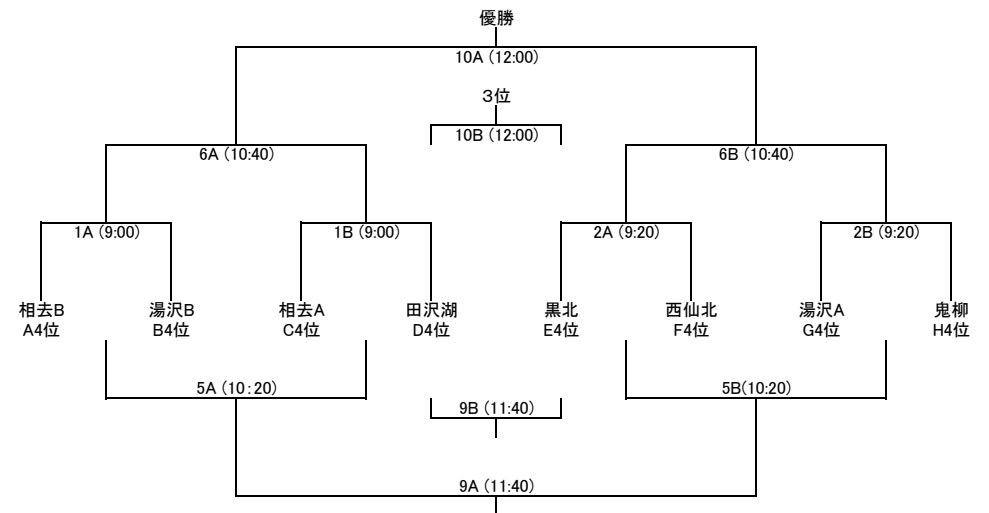 優勝
10A (12:00)
3位
10B (12:00)
6A (10:40)
6B (10:40)
1A (9:00)
1B (9:00)
2A (9:20)
2B (9:20)
相去B
湯沢B
相去A
田沢湖
黒北
西仙北
湯沢A
鬼柳
A4位
B4位
C4位
D4位
E4位
F4位
G4位
H4位
5A (10:20)
5B(10:20)
9B (11:40)
9A (11:40)